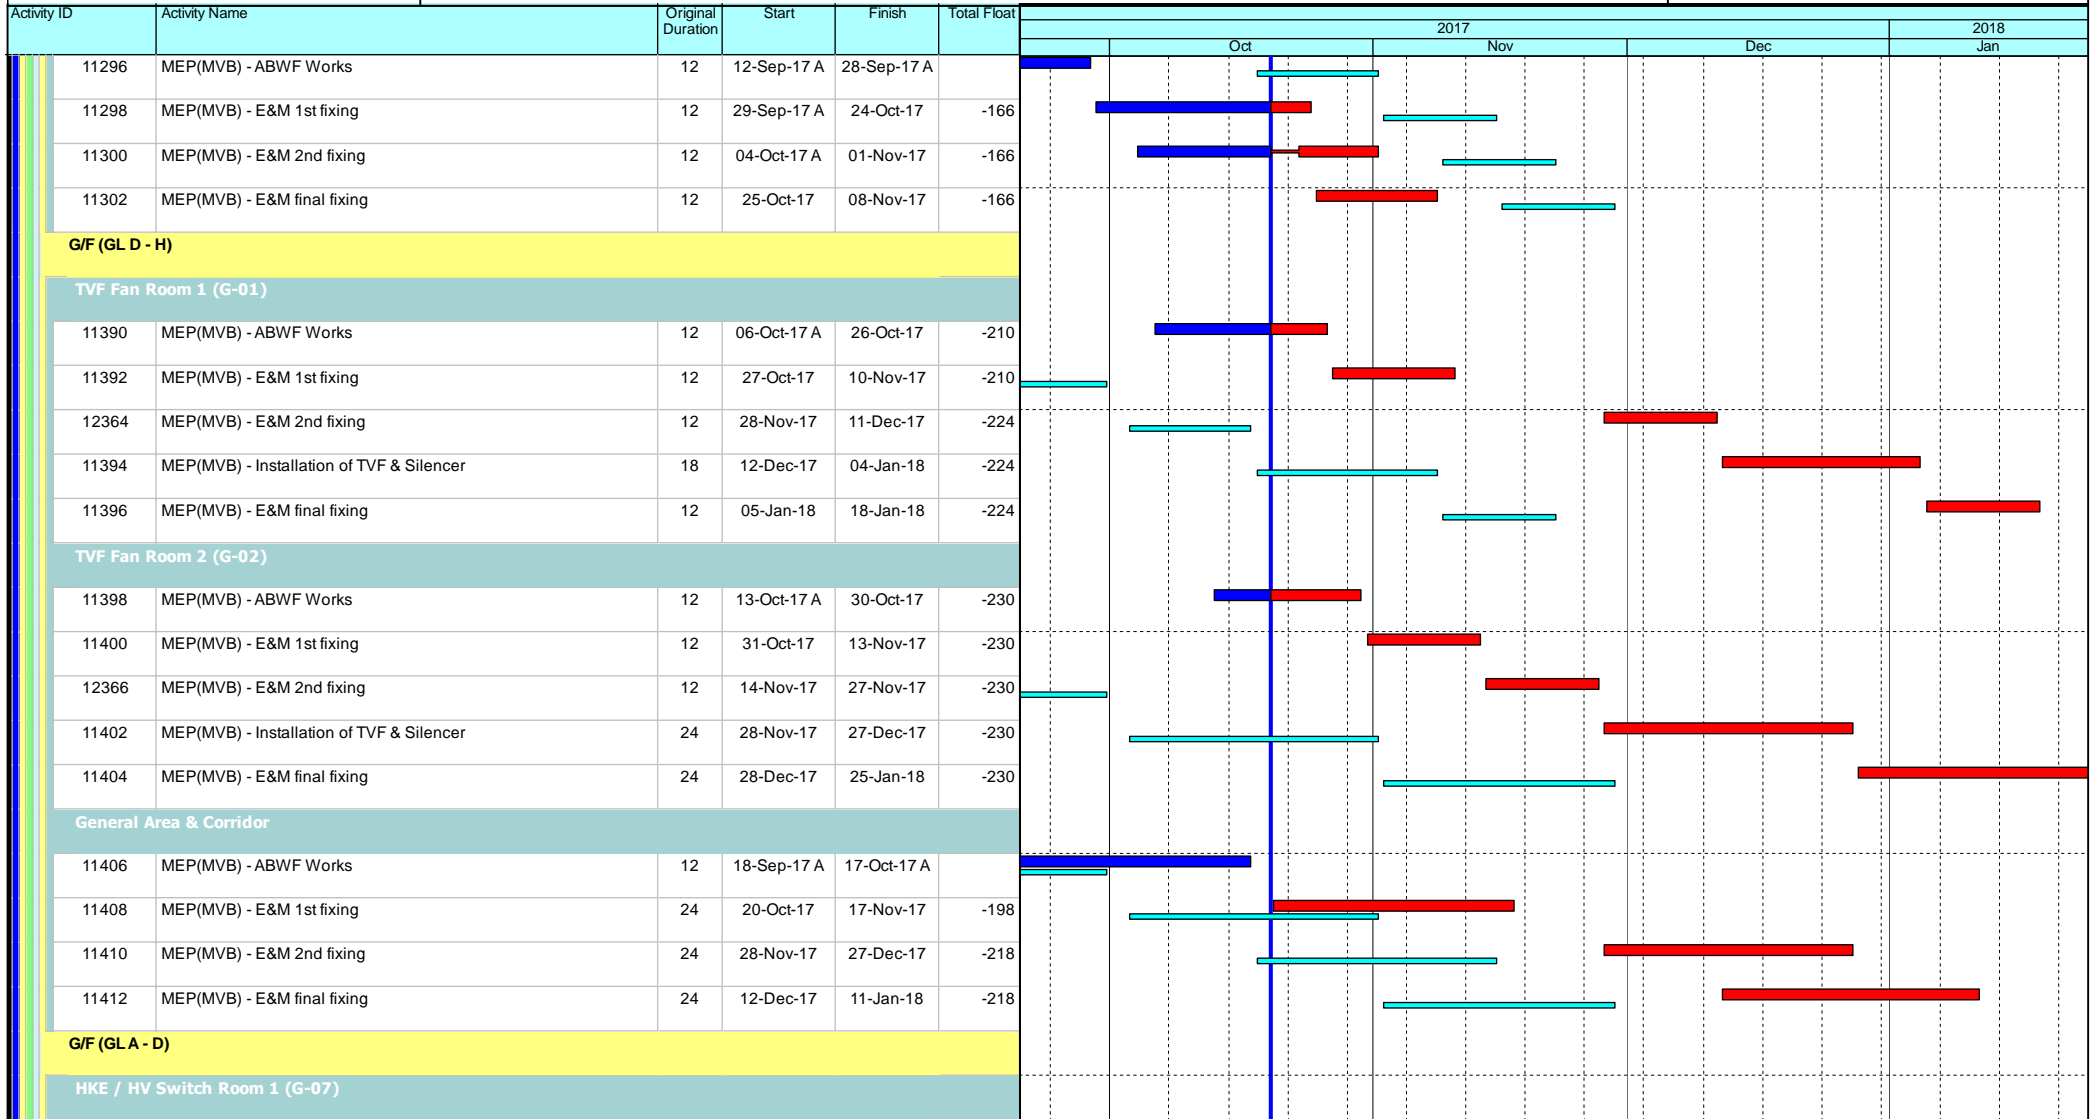 Activity ID Activity Name Original Duration Start Finish Total Float
2017 2018
Oct Nov Dec Jan
11296 MEP(MVB) - ABWF Works 12 12-Sep-17 A 28-Sep-17 A
11298 MEP(MVB) - E&M 1st fixing 12 29-Sep-17 A 24-Oct-17 -166
11300 MEP(MVB) - E&M 2nd fixing 12 04-Oct-17 A 01-Nov-17 -166
11302 MEP(MVB) - E&M final fixing 12 25-Oct-17 08-Nov-17 -166
G/F (GL D - H)
TVF Fan Room 1 (G-01)
11390 MEP(MVB) - ABWF Works 12 06-Oct-17 A 26-Oct-17 -210
11392 MEP(MVB) - E&M 1st fixing 12 27-Oct-17 10-Nov-17 -210
12364 MEP(MVB) - E&M 2nd fixing 12 28-Nov-17 11-Dec-17 -224
11394 MEP(MVB) - Installation of TVF & Silencer 18 12-Dec-17 04-Jan-18 -224
11396 MEP(MVB) - E&M final fixing 12 05-Jan-18 18-Jan-18 -224
TVF Fan Room 2 (G-02)
11398 MEP(MVB) - ABWF Works 12 13-Oct-17 A 30-Oct-17 -230
11400 MEP(MVB) - E&M 1st fixing 12 31-Oct-17 13-Nov-17 -230
12366 MEP(MVB) - E&M 2nd fixing 12 14-Nov-17 27-Nov-17 -230
11402 MEP(MVB) - Installation of TVF & Silencer 24 28-Nov-17 27-Dec-17 -230
11404 MEP(MVB) - E&M final fixing 24 28-Dec-17 25-Jan-18 -230
General Area & Corridor
11406 MEP(MVB) - ABWF Works 12 18-Sep-17 A 17-Oct-17 A
11408 MEP(MVB) - E&M 1st fixing 24 20-Oct-17 17-Nov-17 -198
11410 MEP(MVB) - E&M 2nd fixing 24 28-Nov-17 27-Dec-17 -218
11412 MEP(MVB) - E&M final fixing 24 12-Dec-17 11-Jan-18 -218
G/F (GL A - D)
HKE / HV Switch Room 1 (G-07)